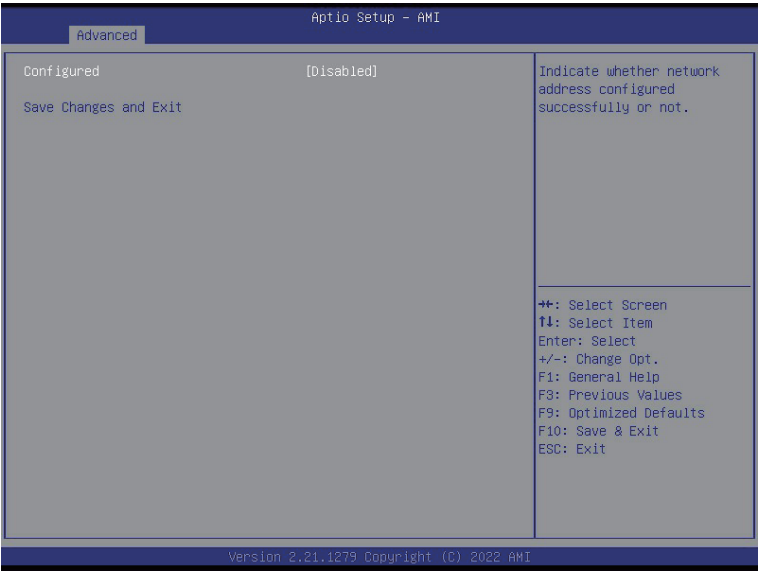 Aptio Setup – AMI
Advanced
Configured [Disabled]
Save Changes and Exit
Indicate whether network
address configured
successfully or not.
→←: Select Screen
↑↓: Select Item
Enter: Select
+/-: Change Opt.
F1: General Help
F3: Previous Values
F9: Optimized Defaults
F10: Save & Exit
ESC: Exit
Version 2.21.1279 Copyright (C) 2022 AMI